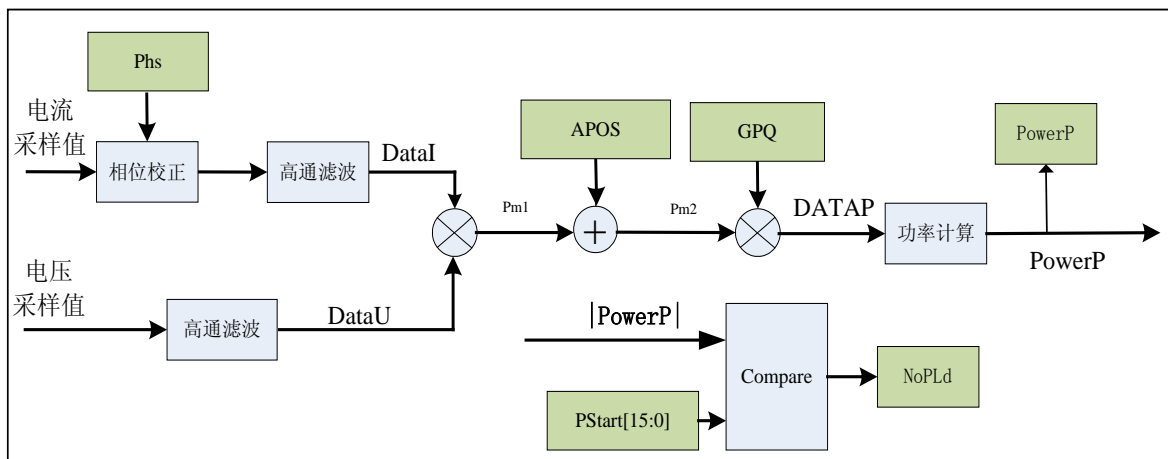 Phs
电流
采样值
相位校正
高通滤波
DataI
APOS
GPQ
PowerP
Pm1
Pm2
DATAP
功率计算
PowerP
电压
采样值
高通滤波
DataU
|PowerP|
Compare
NoPLd
PStart[15:0]